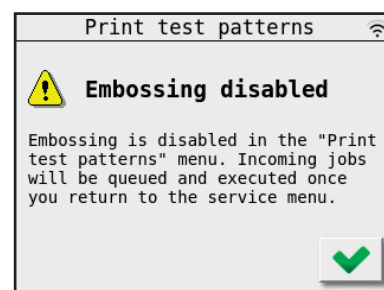 Print test patterns
Embossing disabled
Embossing is disabled in the "Print
test patterns" menu. Incoming jobs
will be queued and executed once
you return to the service menu.